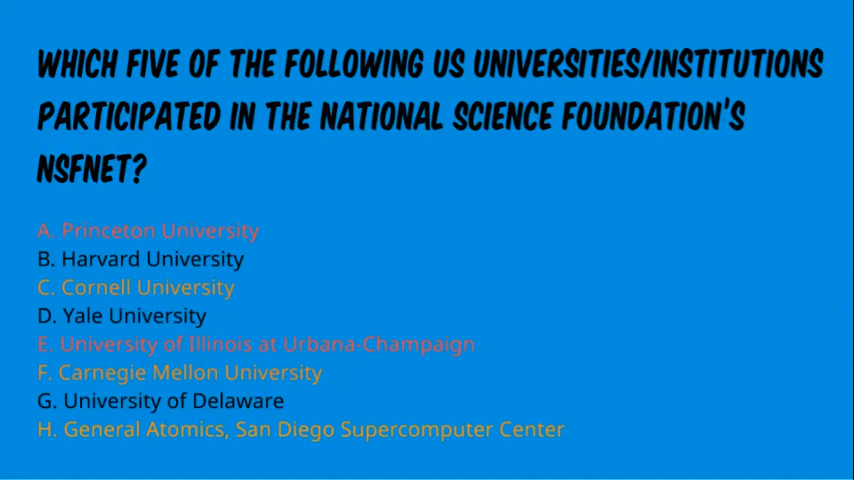 WHICH FIVE OF THE FOLLOWING US UNIVERSITIES/INSTITUTIONS
PARTICIPATED IN THE NATIONAL SCIENCE FOUNDATION'S
NSFNET?
A. Princeton University
B. Harvard University
C. Cornell University
D. Yale University
E. University of Illinois at Urbana-Champaign
F. Carnegie Mellon University
G. University of Delaware
H. General Atomics, San Diego Supercomputer Center